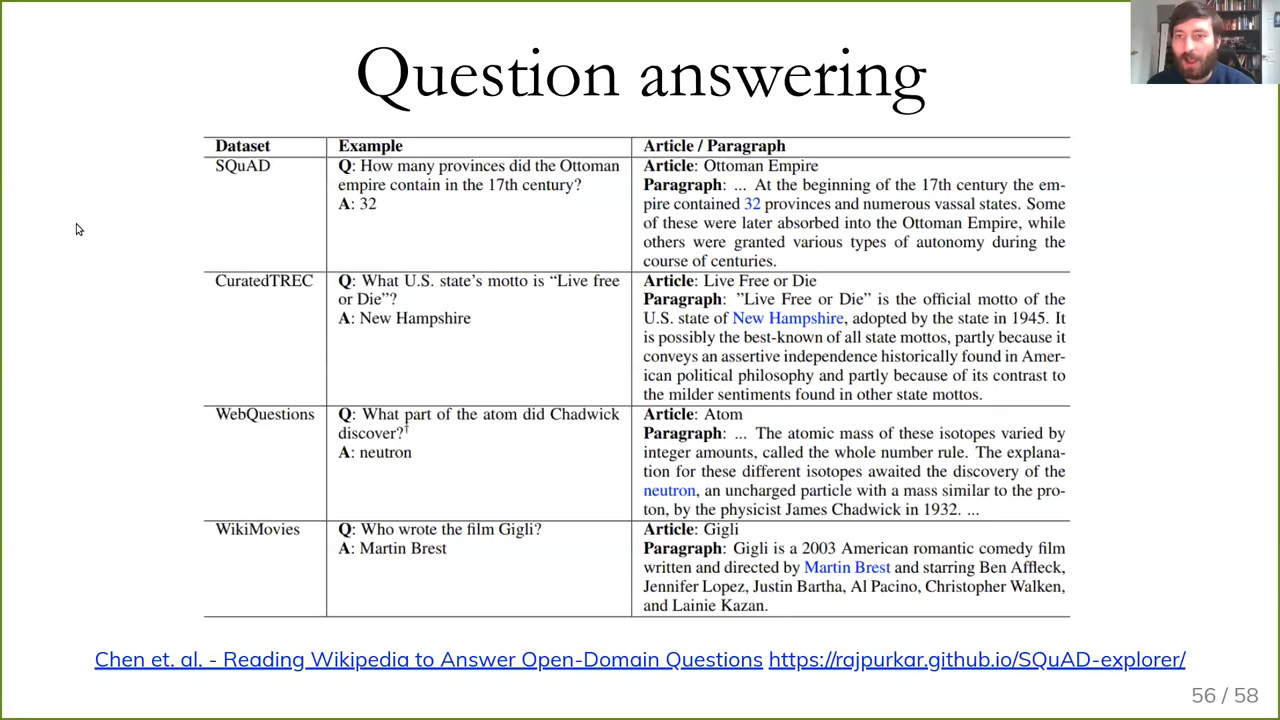 Question answering
Dataset Example Article / Paragraph
SQuAD Q: How many provinces did the Ottoman Article: Ottoman Empire
empire contain in the 17th century? Paragraph: ... At the beginning of the 17th century the em-
A: 32 pire contained 32 provinces and numerous vassal states. Some
of these were later absorbed into the Ottoman Empire, while
others were granted various types of autonomy during the
course of centuries.
CuratedTREC Q: What U.S. state's motto is “Live free Article: Live Free or Die
or Die”? Paragraph: ”Live Free or Die” is the official motto of the
A: New Hampshire U.S. state of New Hampshire, adopted by the state in 1945. It
is possibly the best-known of all state mottos, partly because it
conveys an assertive independence historically found in Amer-
ican political philosophy and partly because of its contrast to
the milder sentiments found in other state mottos.
WebQuestions Q: What part of the atom did Chadwick Article: Atom
discover?† Paragraph: ... The atomic mass of these isotopes varied by
A: neutron integer amounts, called the whole number rule. The explana-
tion for these different isotopes awaited the discovery of the
neutron, an uncharged particle with a mass similar to the pro-
ton, by the physicist James Chadwick in 1932. ...
WikiMovies Q: Who wrote the film Gigli? Article: Gigli
A: Martin Brest Paragraph: Gigli is a 2003 American romantic comedy film
written and directed by Martin Brest and starring Ben Affleck,
Jennifer Lopez, Justin Bartha, Al Pacino, Christopher Walken,
and Lainie Kazan.
Chen et. al. - Reading Wikipedia to Answer Open-Domain Questions https://rajpurkar.github.io/SQuAD-explorer/
56 / 58